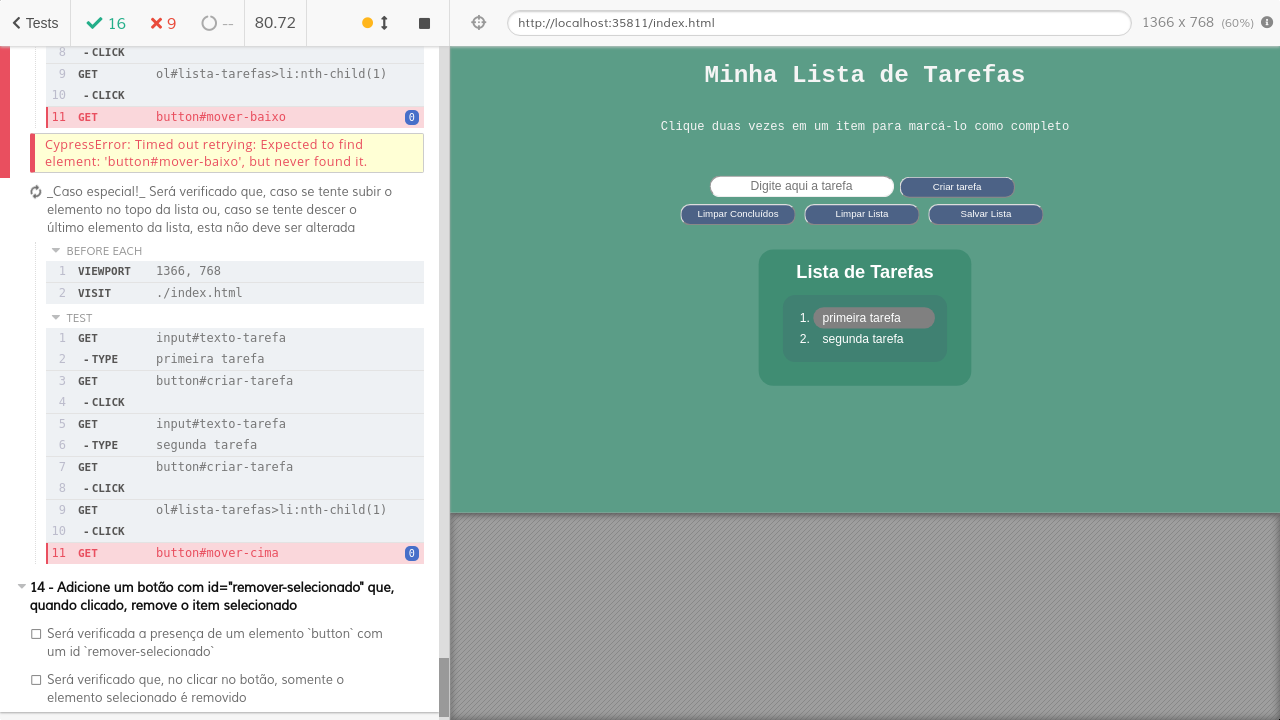 Tests
16
9
--
80.72
http://localhost:35811/index.html
1366 x 768 (60%)
8 - CLICK
9 GET ol#lista-tarefas>li:nth-child(1)
10 - CLICK
11 GET button#mover-baixo 0
CypressError: Timed out retrying: Expected to find
element: 'button#mover-baixo', but never found it.
_Caso especial!_ Será verificado que, caso se tente subir o
elemento no topo da lista ou, caso se tente descer o
último elemento da lista, esta não deve ser alterada
BEFORE EACH
1 VIEWPORT 1366, 768
2 VISIT ./index.html
TEST
1 GET input#texto-tarefa
2 - TYPE primeira tarefa
3 GET button#criar-tarefa
4 - CLICK
5 GET input#texto-tarefa
6 - TYPE segunda tarefa
7 GET button#criar-tarefa
8 - CLICK
9 GET ol#lista-tarefas>li:nth-child(1)
10 - CLICK
11 GET button#mover-cima 0
14 - Adicione um botão com id="remover-selecionado" que,
quando clicado, remove o item selecionado
Será verificada a presença de um elemento `button` com
um id `remover-selecionado`
Será verificado que, no clicar no botão, somente o
elemento selecionado é removido
Minha Lista de Tarefas
Clique duas vezes em um item para marcá-lo como completo
Digite aqui a tarefa
Criar tarefa
Limpar Concluídos
Limpar Lista
Salvar Lista
Lista de Tarefas
1. primeira tarefa
2. segunda tarefa